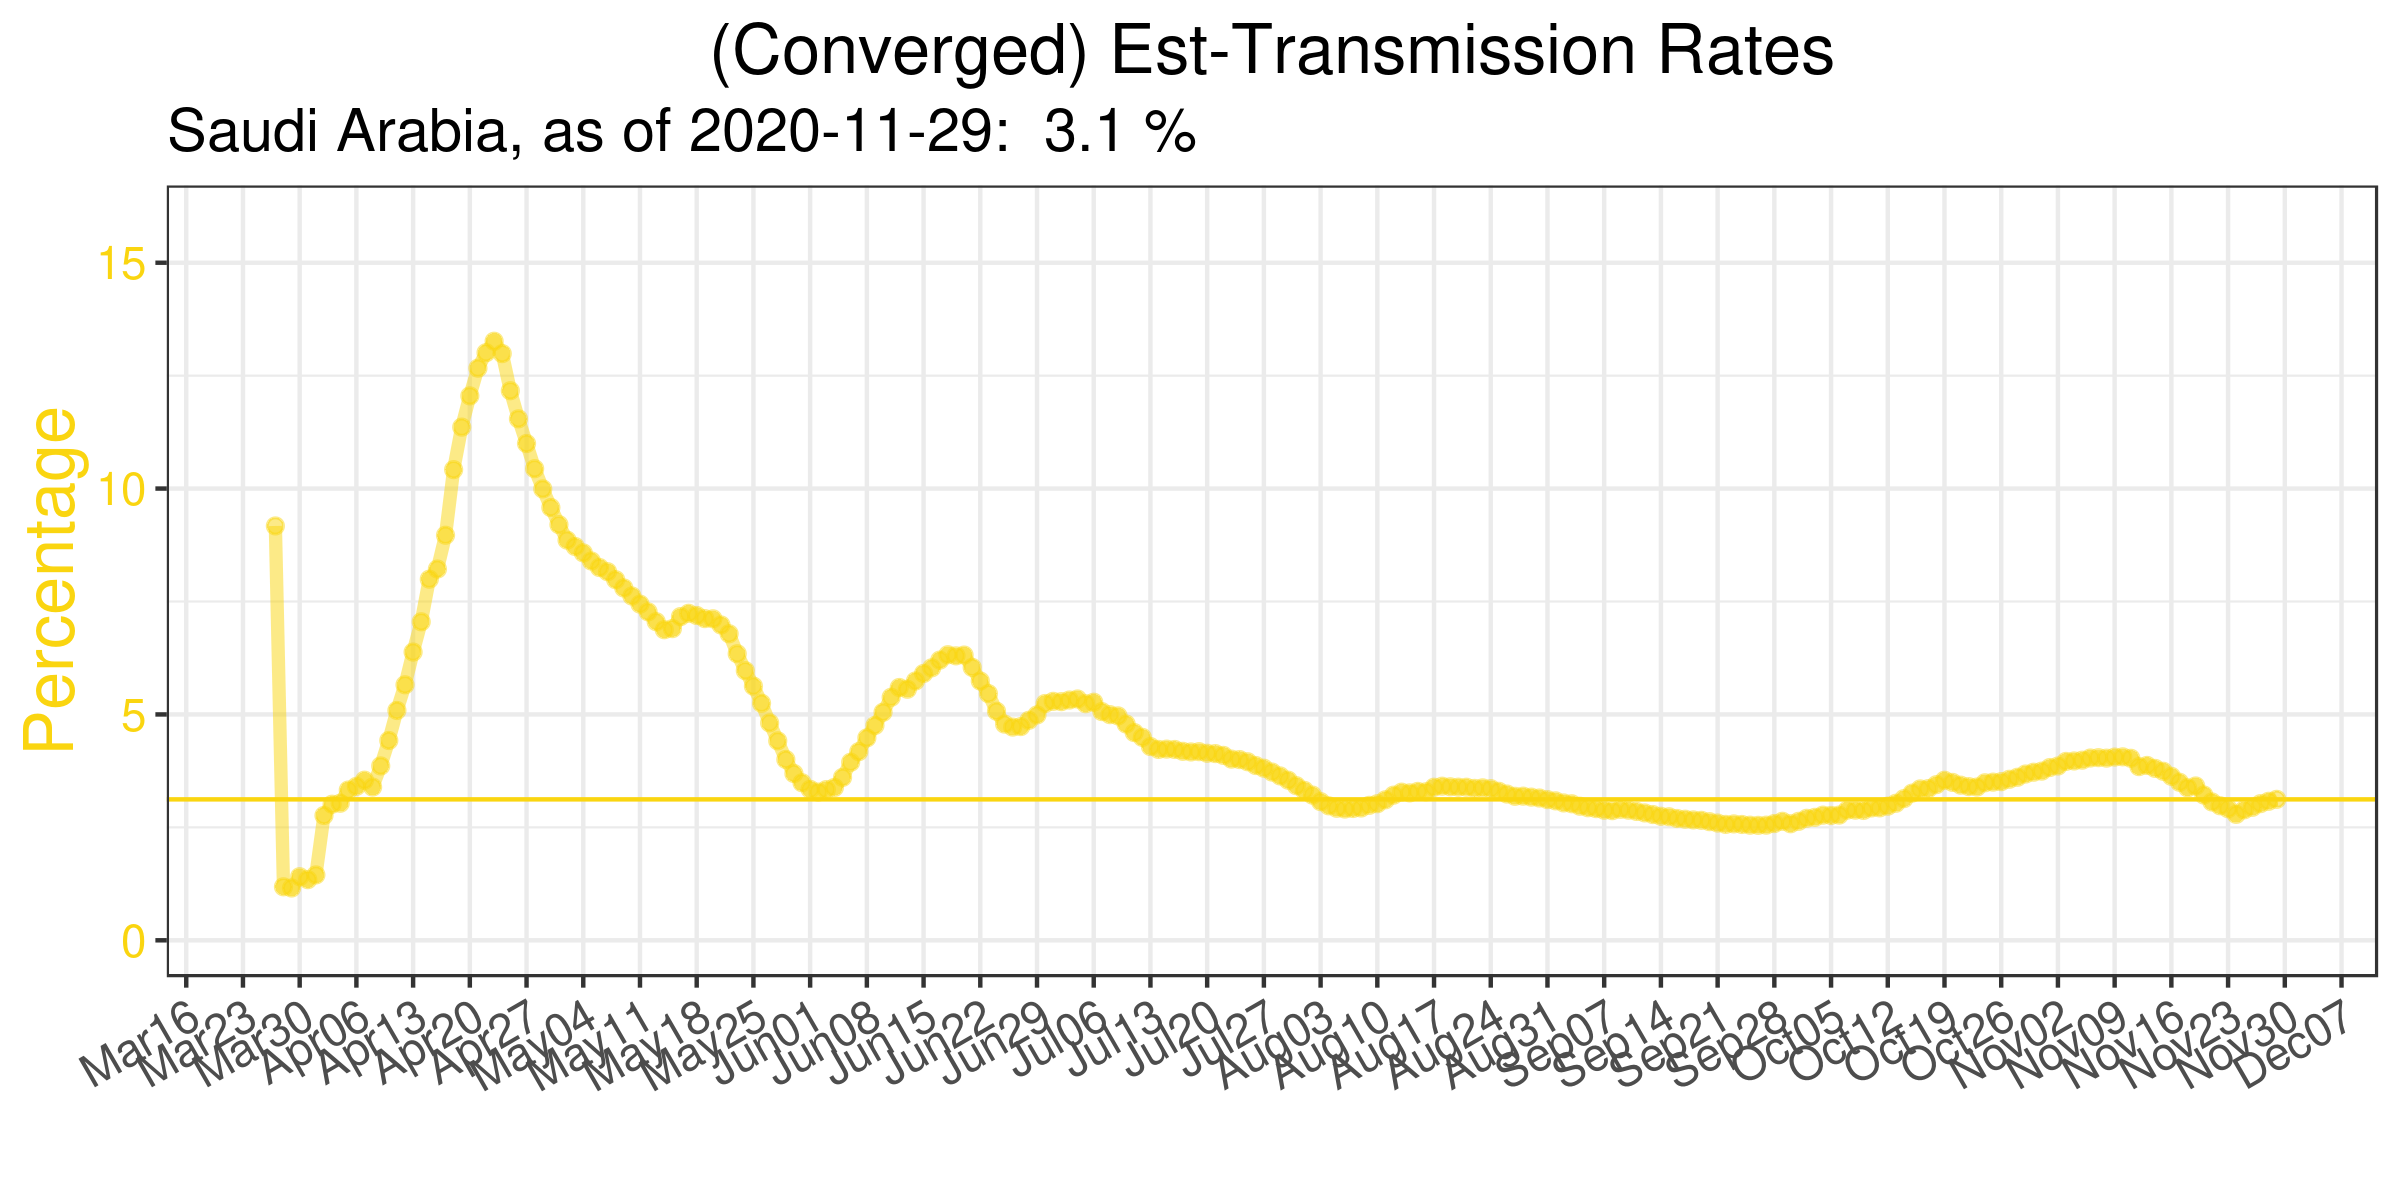 (Converged) Est-Transmission Rates
Saudi Arabia, as of 2020-11-29:  3.1 %
Percentage
15
10
5
0
Mar16
Mar23
Mar30
Apr06
Apr13
Apr20
Apr27
May04
May11
May18
May25
Jun01
Jun08
Jun15
Jun22
Jun29
Jul06
Jul13
Jul20
Jul27
Aug03
Aug10
Aug17
Aug24
Aug31
Sep07
Sep14
Sep21
Sep28
Oct05
Oct12
Oct19
Oct26
Nov02
Nov09
Nov16
Nov23
Nov30
Dec07